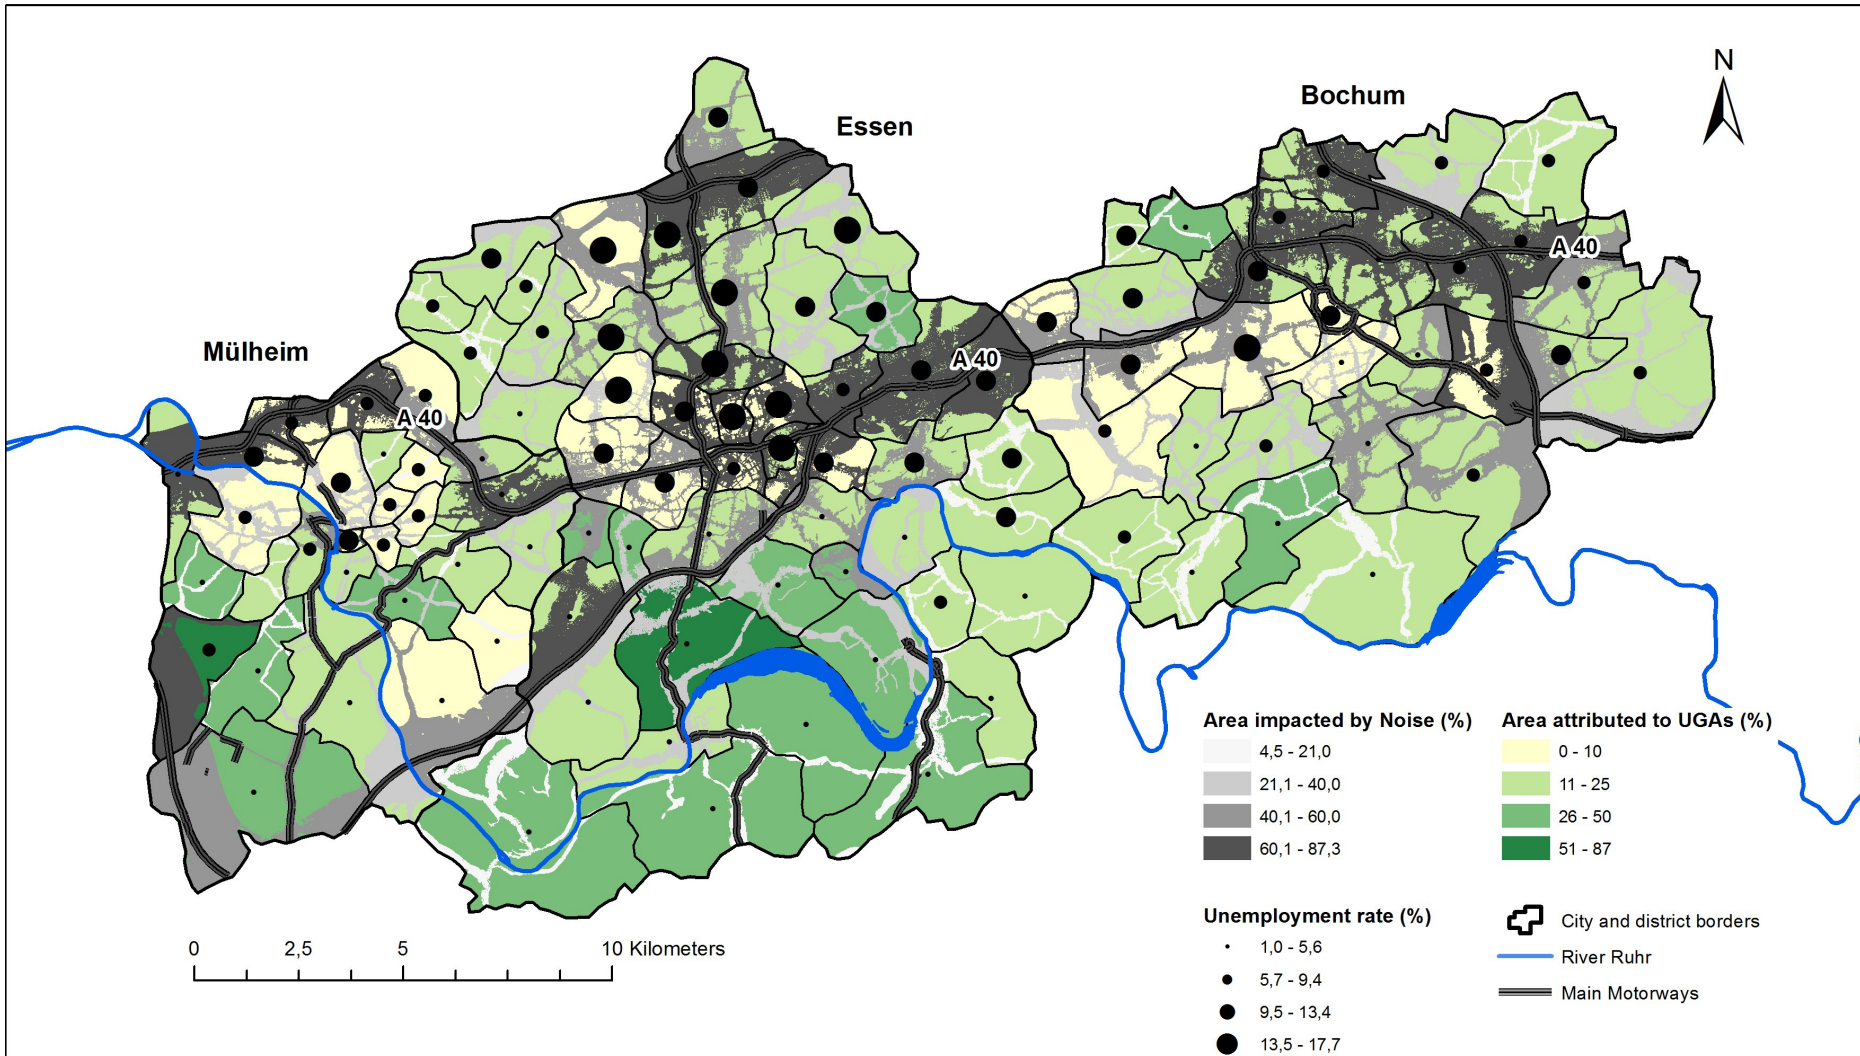 N
Bochum
Essen
A 40
Mülheim
A 40
A 40
Area impacted by Noise (%)
4,5 - 21,0
21,1 - 40,0
40,1 - 60,0
60,1 - 87,3
Area attributed to UGAs (%)
0 - 10
11 - 25
26 - 50
51 - 87
Unemployment rate (%)
1,0 - 5,6
5,7 - 9,4
9,5 - 13,4
13,5 - 17,7
City and district borders
River Ruhr
Main Motorways
0 2,5 5 10 Kilometers